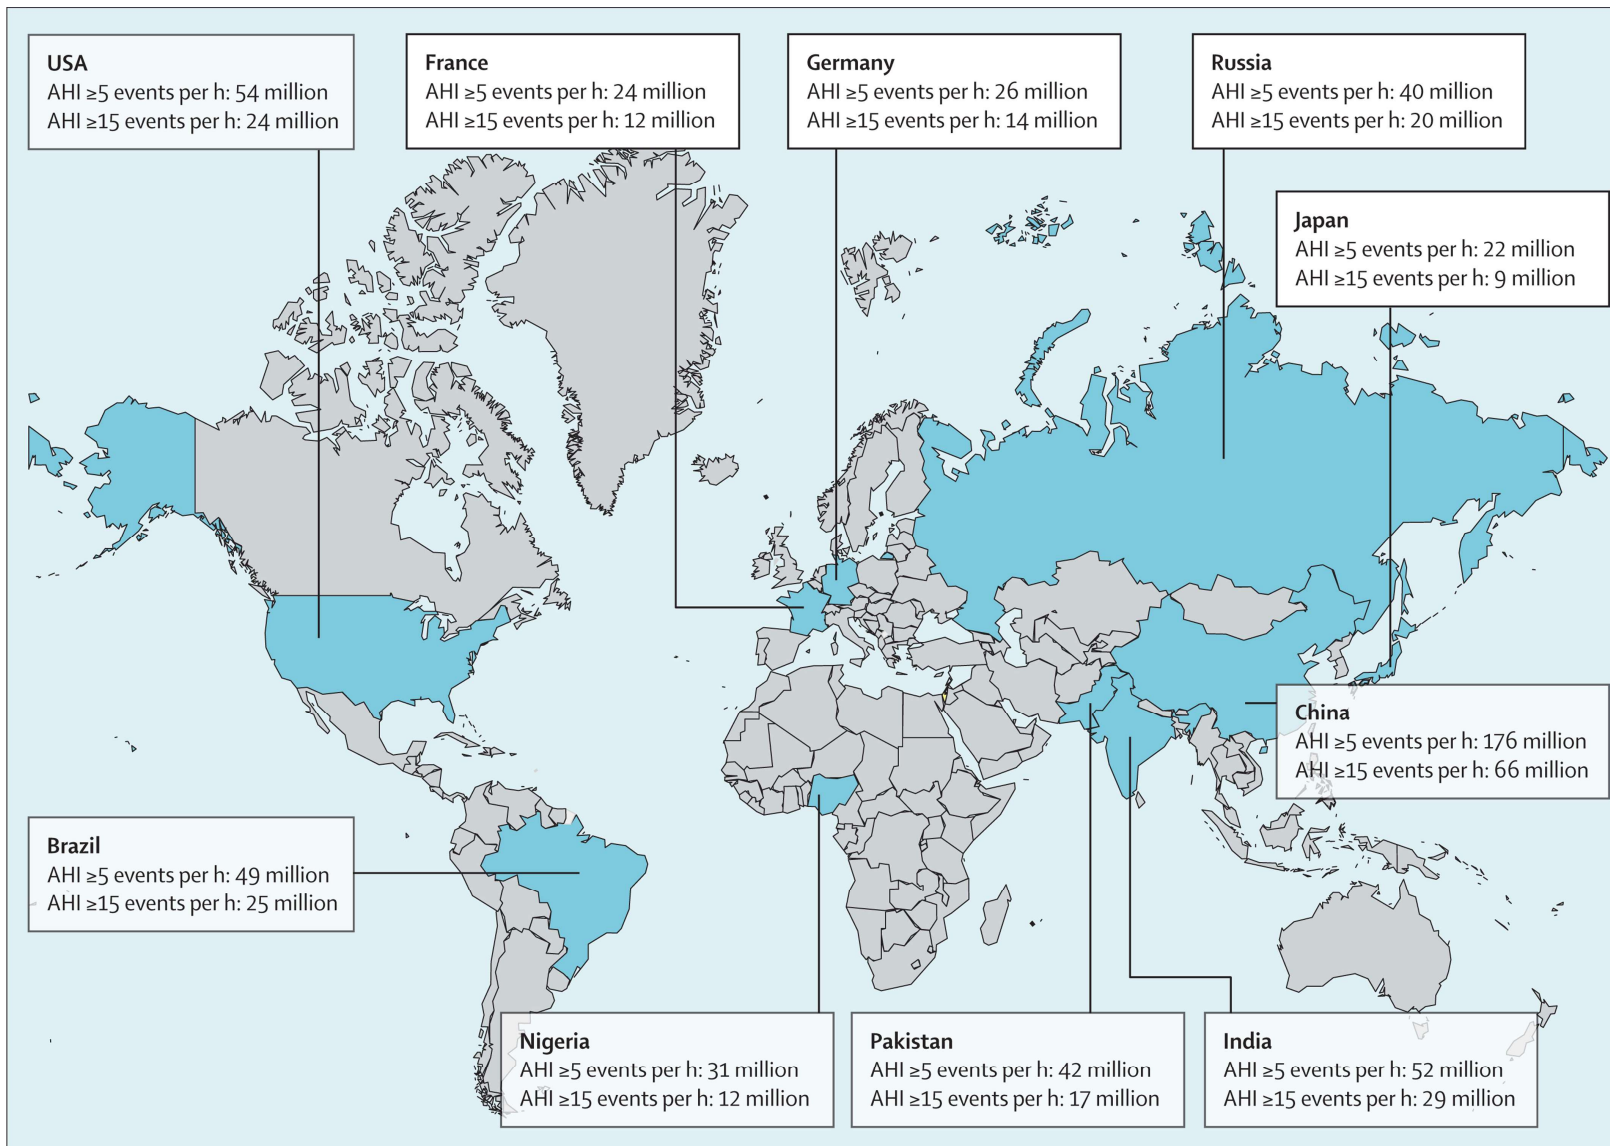 USA
AHI ≥5 events per h: 54 million
AHI ≥15 events per h: 24 million
France
AHI ≥5 events per h: 24 million
AHI ≥15 events per h: 12 million
Germany
AHI ≥5 events per h: 26 million
AHI ≥15 events per h: 14 million
Russia
AHI ≥5 events per h: 40 million
AHI ≥15 events per h: 20 million
Japan
AHI ≥5 events per h: 22 million
AHI ≥15 events per h: 9 million
China
AHI ≥5 events per h: 176 million
AHI ≥15 events per h: 66 million
Brazil
AHI ≥5 events per h: 49 million
AHI ≥15 events per h: 25 million
Nigeria
AHI ≥5 events per h: 31 million
AHI ≥15 events per h: 12 million
Pakistan
AHI ≥5 events per h: 42 million
AHI ≥15 events per h: 17 million
India
AHI ≥5 events per h: 52 million
AHI ≥15 events per h: 29 million